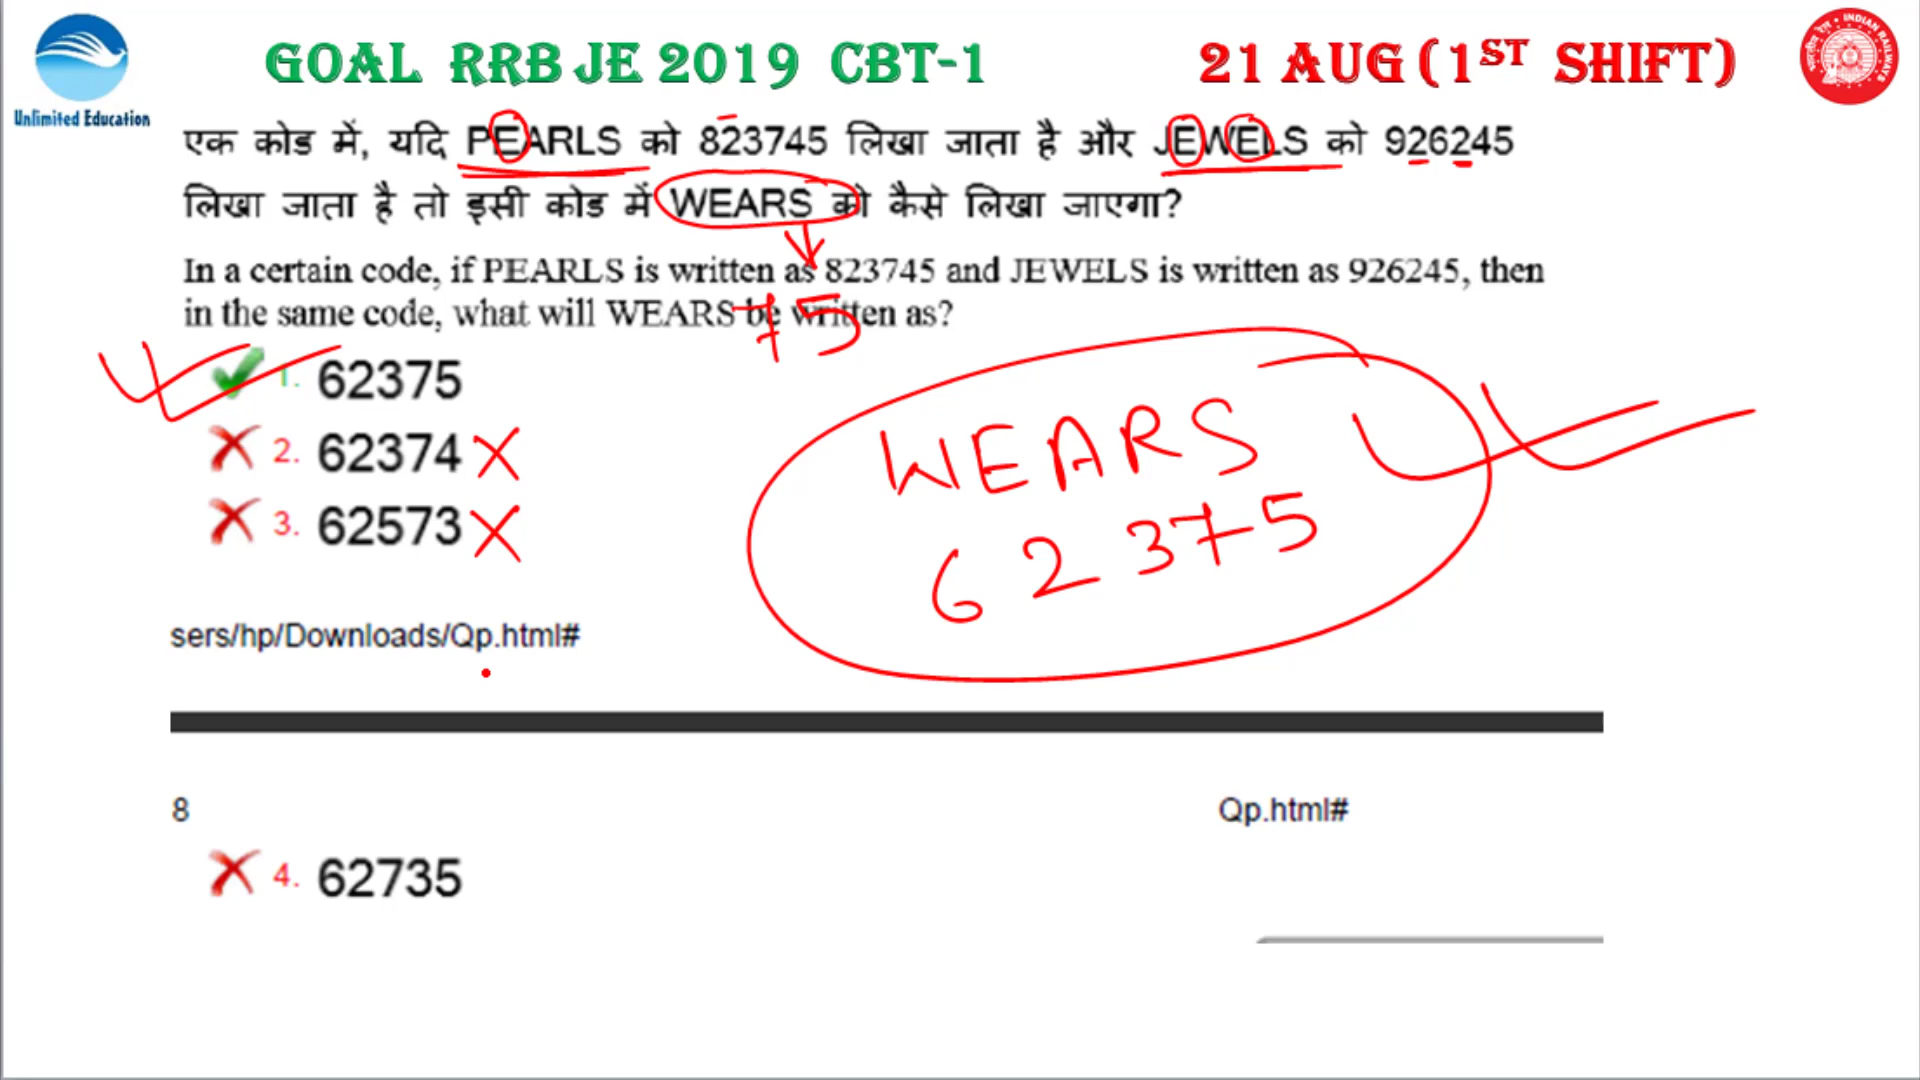 Unlimited Education
GOAL RRB JE 2019 CBT-1
21 AUG (1ST SHIFT)
INDIAN RAILWAYS
एक कोड में, यदि PEARLS को 823745 लिखा जाता है और JEWELS को 926245
लिखा जाता है तो इसी कोड में WEARS को कैसे लिखा जाएगा?
In a certain code, if PEARLS is written as 823745 and JEWELS is written as 926245, then
in the same code, what will WEARS be written as?
75
1. 62375
2. 62374
3. 62573
WEARS
62375
sers/hp/Downloads/Qp.html#
8
Qp.html#
4. 62735